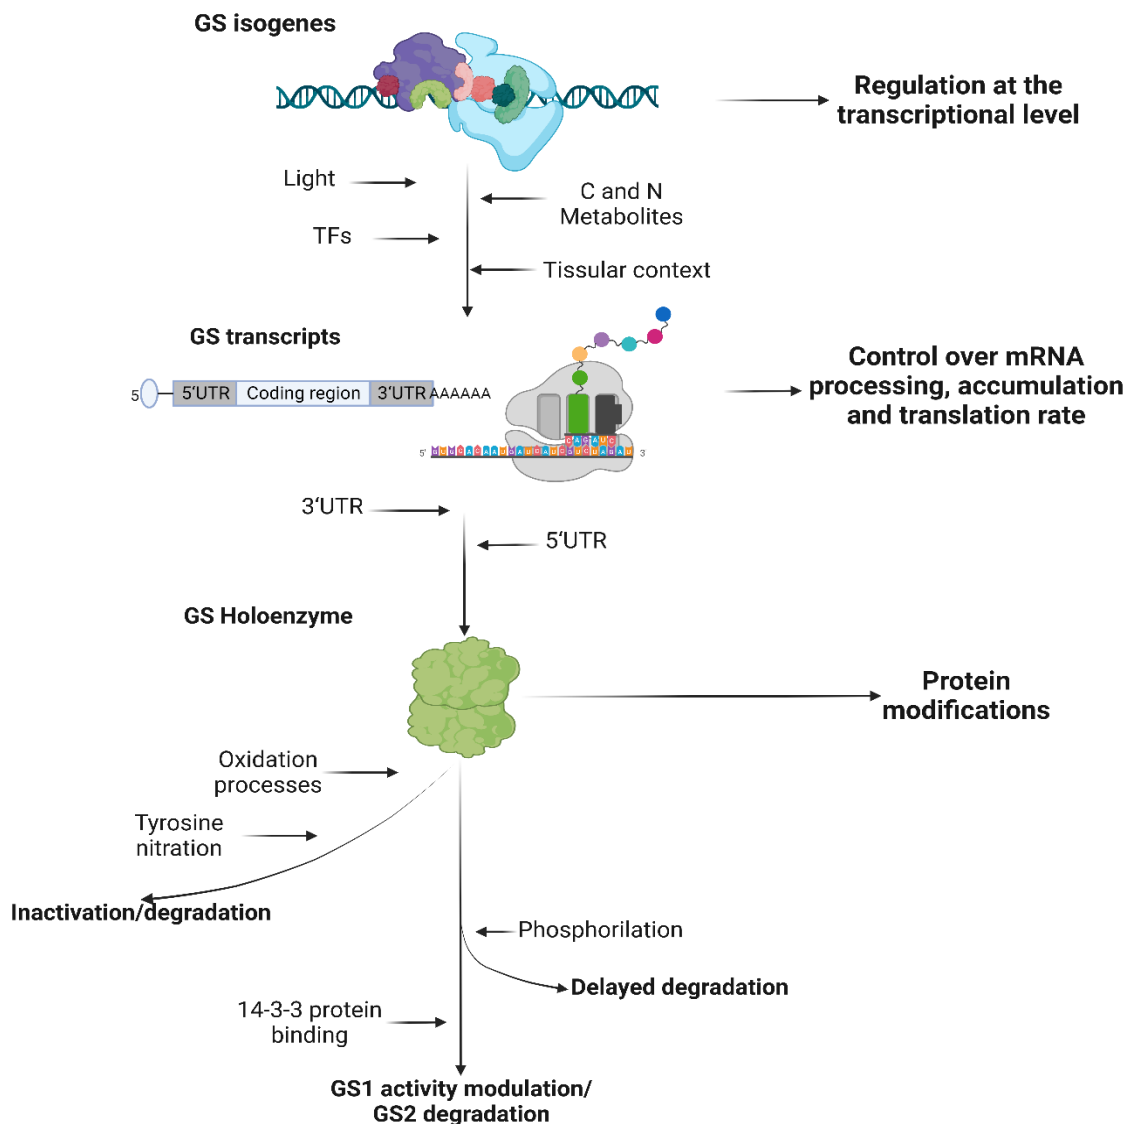 GS isogenes
Regulation at the
transcriptional level
Light
C and N
Metabolites
TFs
Tissular context
GS transcripts
Control over mRNA
processing, accumulation
and translation rate
5'UTR
Coding region
3'UTR
AAAAAA
5
CAGAUC
5'
3'
3‘UTR
5‘UTR
GS Holoenzyme
Protein
modifications
Oxidation
processes
Tyrosine
nitration
Inactivation/degradation
Phosphorilation
Delayed degradation
14-3-3 protein
binding
GS1 activity modulation/
GS2 degradation